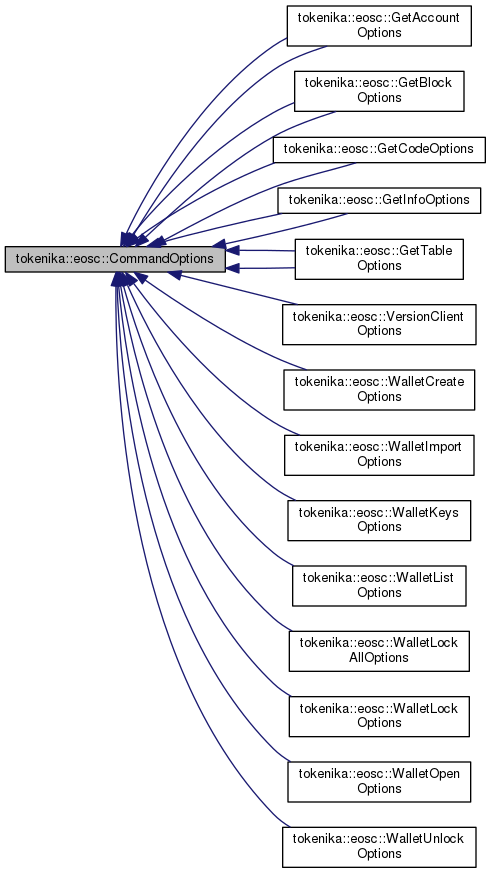 tokenika::eosc::GetAccount
Options
tokenika::eosc::GetBlock
Options
tokenika::eosc::GetCodeOptions
tokenika::eosc::GetInfoOptions
tokenika::eosc::CommandOptions
tokenika::eosc::GetTable
Options
tokenika::eosc::VersionClient
Options
tokenika::eosc::WalletCreate
Options
tokenika::eosc::WalletImport
Options
tokenika::eosc::WalletKeys
Options
tokenika::eosc::WalletList
Options
tokenika::eosc::WalletLock
AllOptions
tokenika::eosc::WalletLock
Options
tokenika::eosc::WalletOpen
Options
tokenika::eosc::WalletUnlock
Options